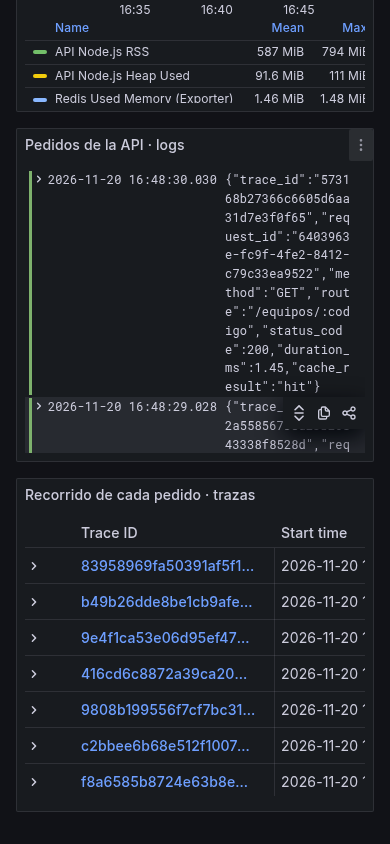 16:35 16:40 16:45
Name Mean Max
API Node.js RSS 587 MiB 794 MiB
API Node.js Heap Used 91.6 MiB 111 MiB
Redis Used Memory (Exporter) 1.46 MiB 1.48 MiB
Pedidos de la API · logs
2026-11-20 16:48:30.030 {"trace_id":"5731
68b27366c6605d6aa
31d7e3f0f65","req
uest_id":"6403963
e-fc9f-4fe2-8412-
c79c33ea9522","me
thod":"GET","rout
e":"/equipos/:cod
igo","status_cod
e":200,"duration_
ms":1.45,"cache_r
esult":"hit"}
2026-11-20 16:48:29.028 {"trace_
43338f8528d","req
Recorrido de cada pedido · trazas
Trace ID Start time
83958969fa50391af5f1... 2026-11-20
b49b26dde8be1cb9afe... 2026-11-20
9e4f1ca53e06d95ef47... 2026-11-20
416cd6c8872a39ca20... 2026-11-20
9808b199556f7cf7bc31... 2026-11-20
c2bbee6b68e512f1007... 2026-11-20
f8a6585b8724e63b8e... 2026-11-20